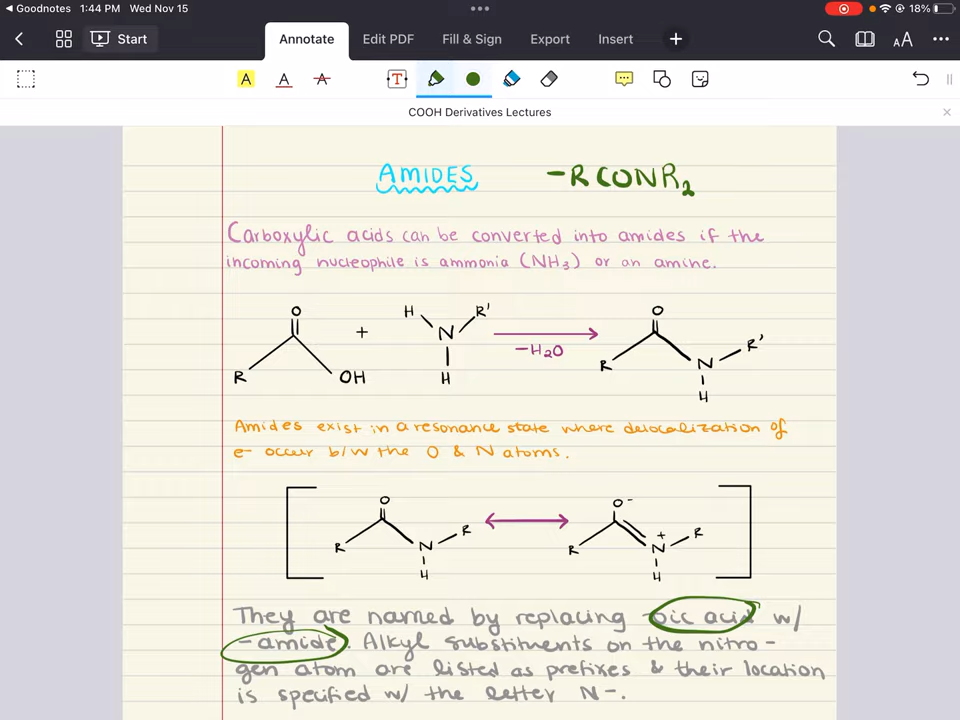 Goodnotes 1:44 PM Wed Nov 15 18%
Start Annotate Edit PDF Fill & Sign Export Insert
A A A T AA
COOH Derivatives Lectures
AMIDES -RCONR2
Carboxylic acids can be converted into amides if the
incoming nucleophile is ammonia (NH3) or an amine.
O H R' O
+ N R'
-H2O N
R OH H R H
Amides exist in a resonance state where delocalization of
e- occur b/w the O & N atoms.
O O-
R R
R N R N+
H H
They are named by replacing -oic acid w/
-amide. Alkyl substituents on the nitro-
gen atom are listed as prefixes & their location
is specified w/ the letter N-.